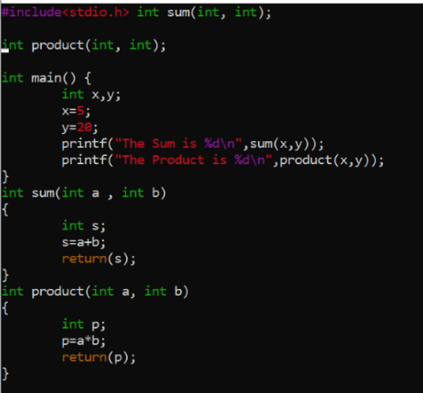 #include<stdio.h> int sum(int, int);
int product(int, int);
int main() {
int x,y;
x=5;
y=20;
printf("The Sum is %d\n",sum(x,y));
printf("The Product is %d\n",product(x,y));
}
int sum(int a , int b)
{
int s;
s=a+b;
return(s);
}
int product(int a, int b)
{
int p;
p=a*b;
return(p);
}